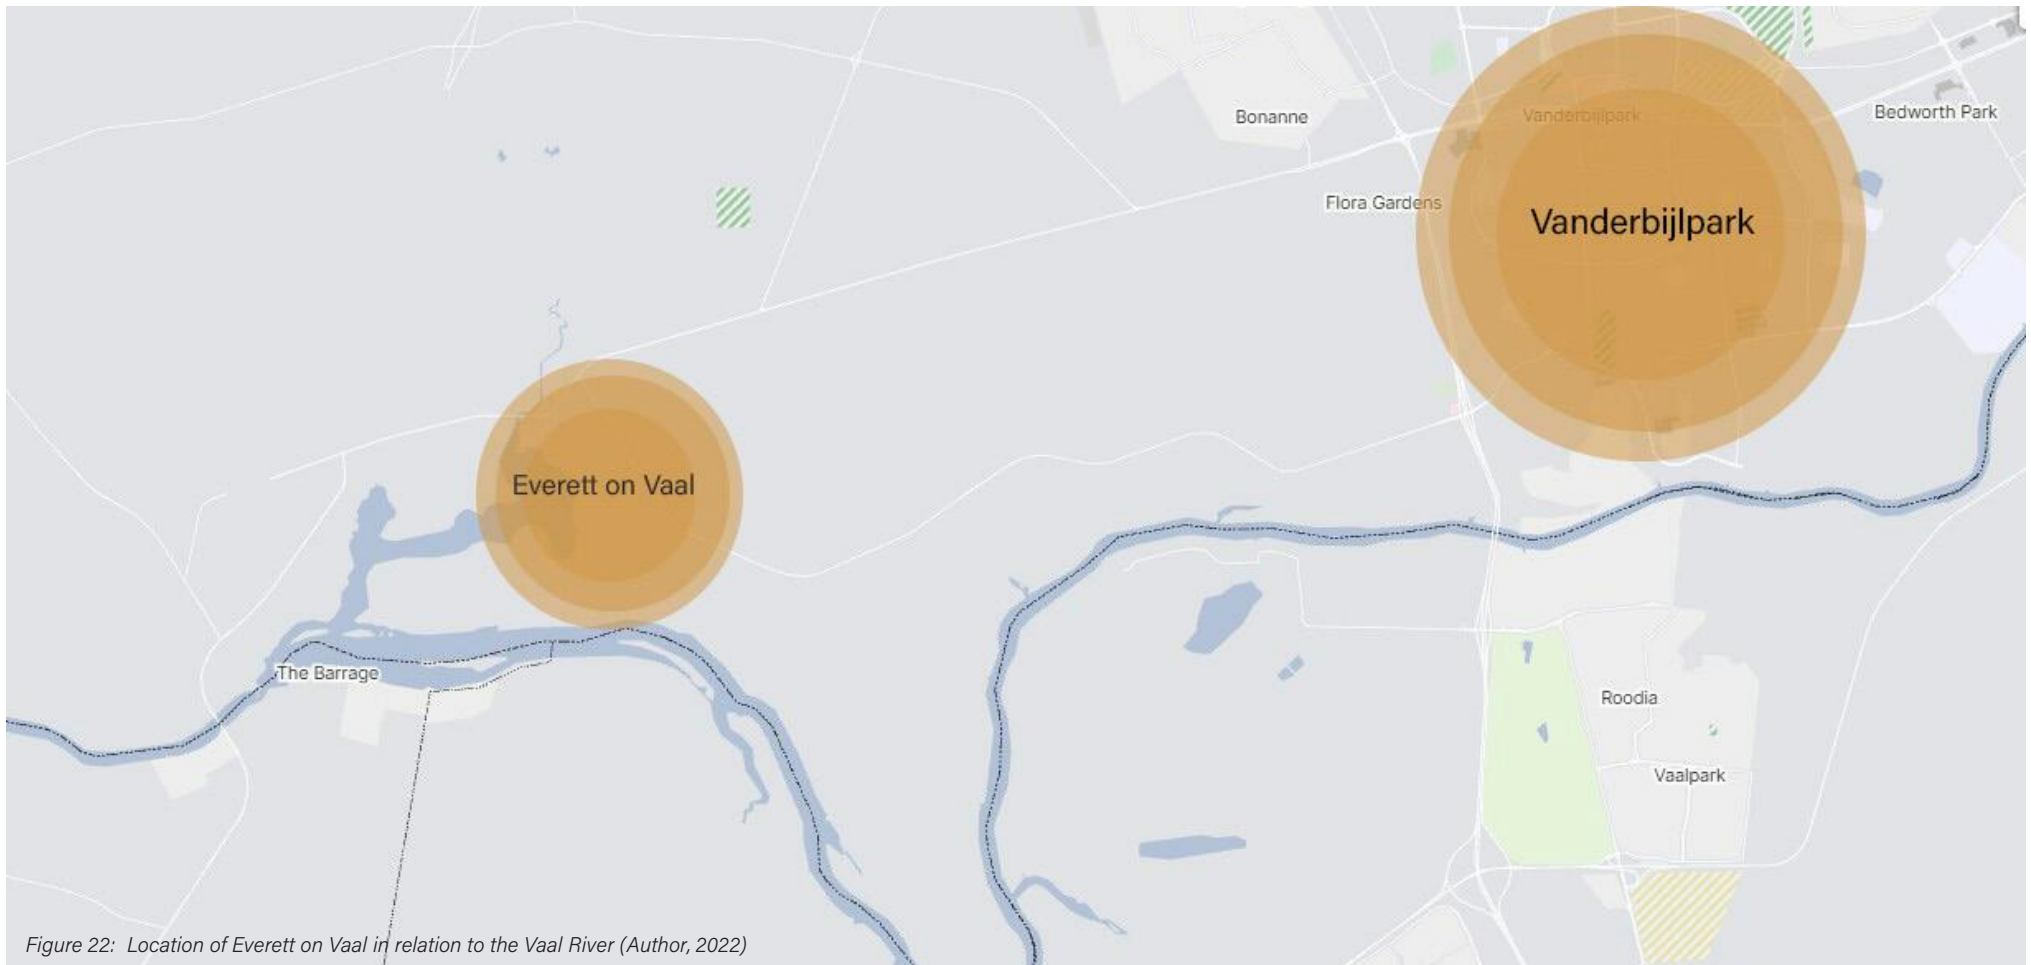 Bonanne
Vanderbijlpark
Bedworth Park
Flora Gardens
Vanderbijlpark
Everett on Vaal
The Barrage
Roodia
Vaalpark
Figure 22: Location of Everett on Vaal in relation to the Vaal River (Author, 2022)